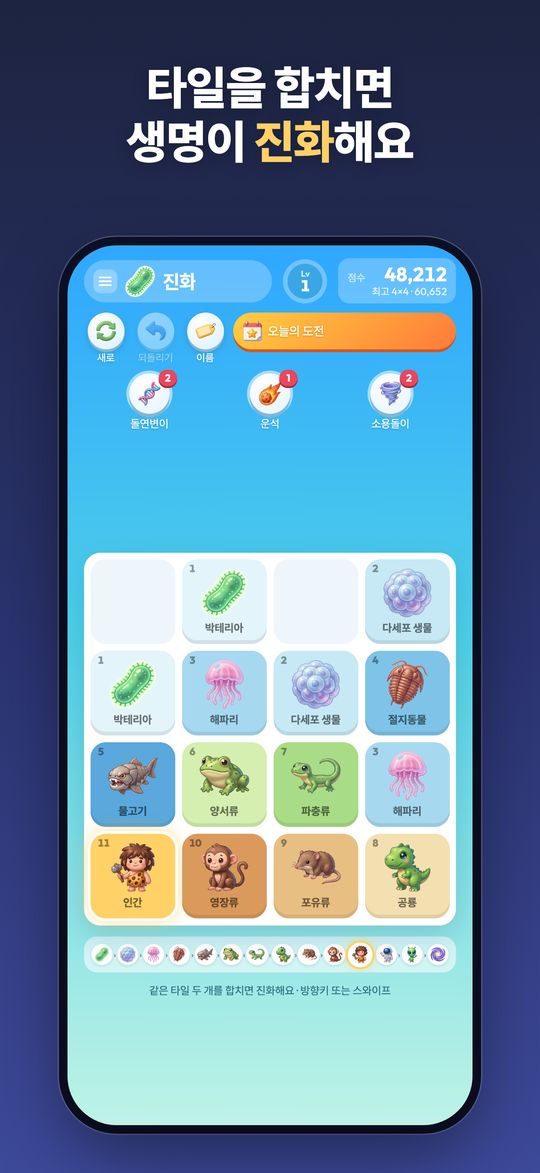 타일을 합치면
생명이 진화해요
진화
Lv
1
점수 48,212
최고 4×4 · 60,652
새로
되돌리기
이름
오늘의 도전
2
돌연변이
1
운석
2
소용돌이
1
박테리아
2
다세포 생물
1
박테리아
3
해파리
2
다세포 생물
4
절지동물
5
물고기
6
양서류
7
파충류
3
해파리
11
인간
10
영장류
9
포유류
8
공룡
같은 타일 두 개를 합치면 진화해요 · 방향키 또는 스와이프